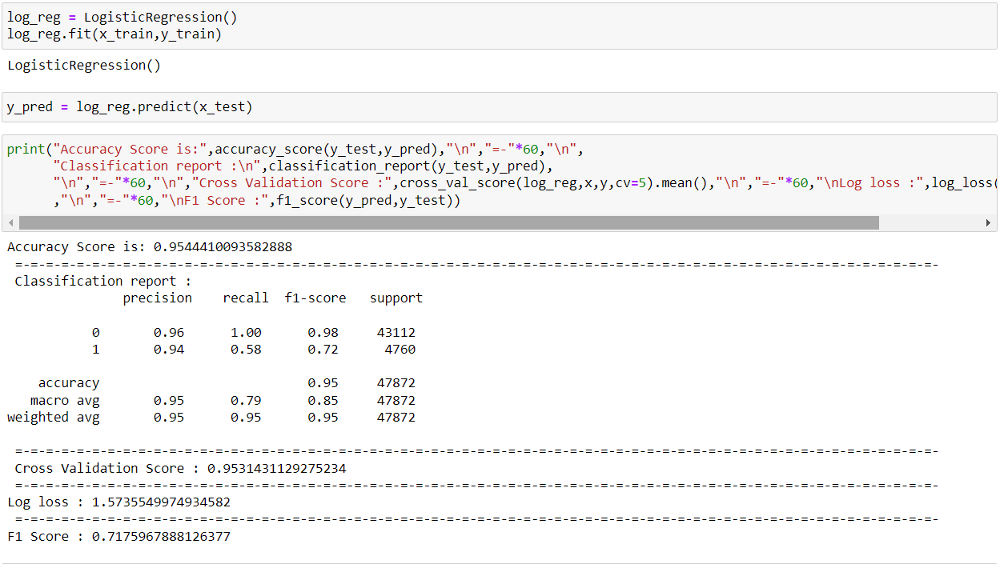 log_reg = LogisticRegression()
log_reg.fit(x_train,y_train)
LogisticRegression()
y_pred = log_reg.predict(x_test)
print("Accuracy Score is:",accuracy_score(y_test,y_pred),"\n","=-"*60,"\n",
"Classification report :\n",classification_report(y_test,y_pred),
"\n","=-"*60,"\n","Cross Validation Score :",cross_val_score(log_reg,x,y,cv=5).mean(),"\n","=-"*60,"\nLog loss :",log_loss(
,"\n","=-"*60,"\nF1 Score :",f1_score(y_pred,y_test))
Accuracy Score is: 0.9544410093582888
=-=-=-=-=-=-=-=-=-=-=-=-=-=-=-=-=-=-=-=-=-=-=-=-=-=-=-=-=-=-=-=-=-=-=-=-=-=-=-=-=-=-=-=-=-=-=-=-=-=-=-=-=-=-=-=-=-=-=-=-
Classification report :
precision recall f1-score support
0 0.96 1.00 0.98 43112
1 0.94 0.58 0.72 4760
accuracy 0.95 47872
macro avg 0.95 0.79 0.85 47872
weighted avg 0.95 0.95 0.95 47872
=-=-=-=-=-=-=-=-=-=-=-=-=-=-=-=-=-=-=-=-=-=-=-=-=-=-=-=-=-=-=-=-=-=-=-=-=-=-=-=-=-=-=-=-=-=-=-=-=-=-=-=-=-=-=-=-=-=-=-=-
Cross Validation Score : 0.9531431129275234
=-=-=-=-=-=-=-=-=-=-=-=-=-=-=-=-=-=-=-=-=-=-=-=-=-=-=-=-=-=-=-=-=-=-=-=-=-=-=-=-=-=-=-=-=-=-=-=-=-=-=-=-=-=-=-=-=-=-=-=-
Log loss : 1.5735549974934582
=-=-=-=-=-=-=-=-=-=-=-=-=-=-=-=-=-=-=-=-=-=-=-=-=-=-=-=-=-=-=-=-=-=-=-=-=-=-=-=-=-=-=-=-=-=-=-=-=-=-=-=-=-=-=-=-=-=-=-=-
F1 Score : 0.7175967888126377